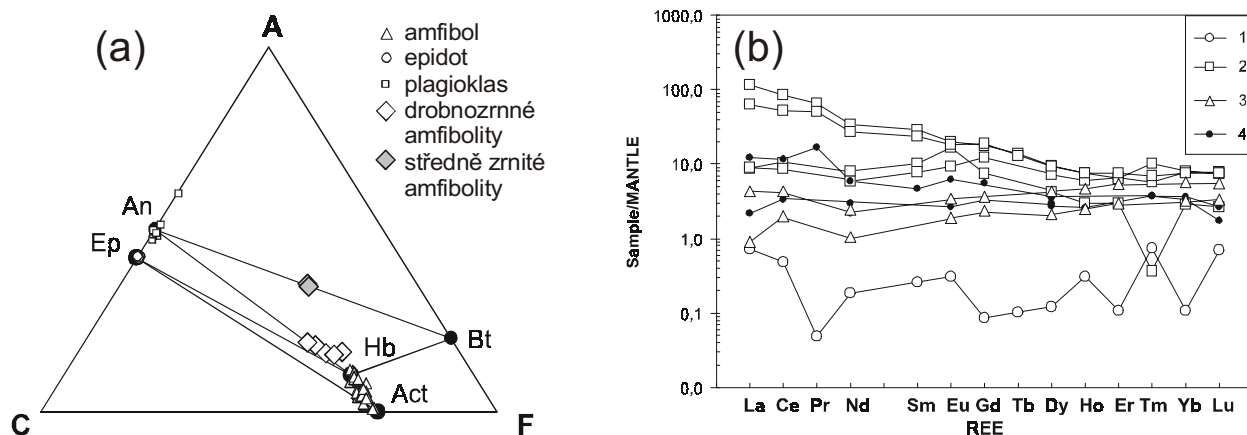 (a)
A
amfibol
epidot
plagioklas
drobnozrnné
amfibolity
středně zrnité
amfibolity
An
Ep
Hb
Bt
Act
C
F
(b)
1000,0
100,0
10,0
1,0
0,1
0,0
Sample/MANTLE
La Ce Pr Nd Sm Eu Gd Tb Dy Ho Er Tm Yb Lu
REE
1
2
3
4